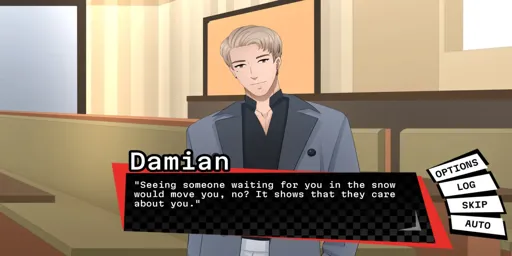 Damian
"Seeing someone waiting for you in the snow
would move you, no? It shows that they care
about you."
OPTIONS
LOG
SKIP
AUTO